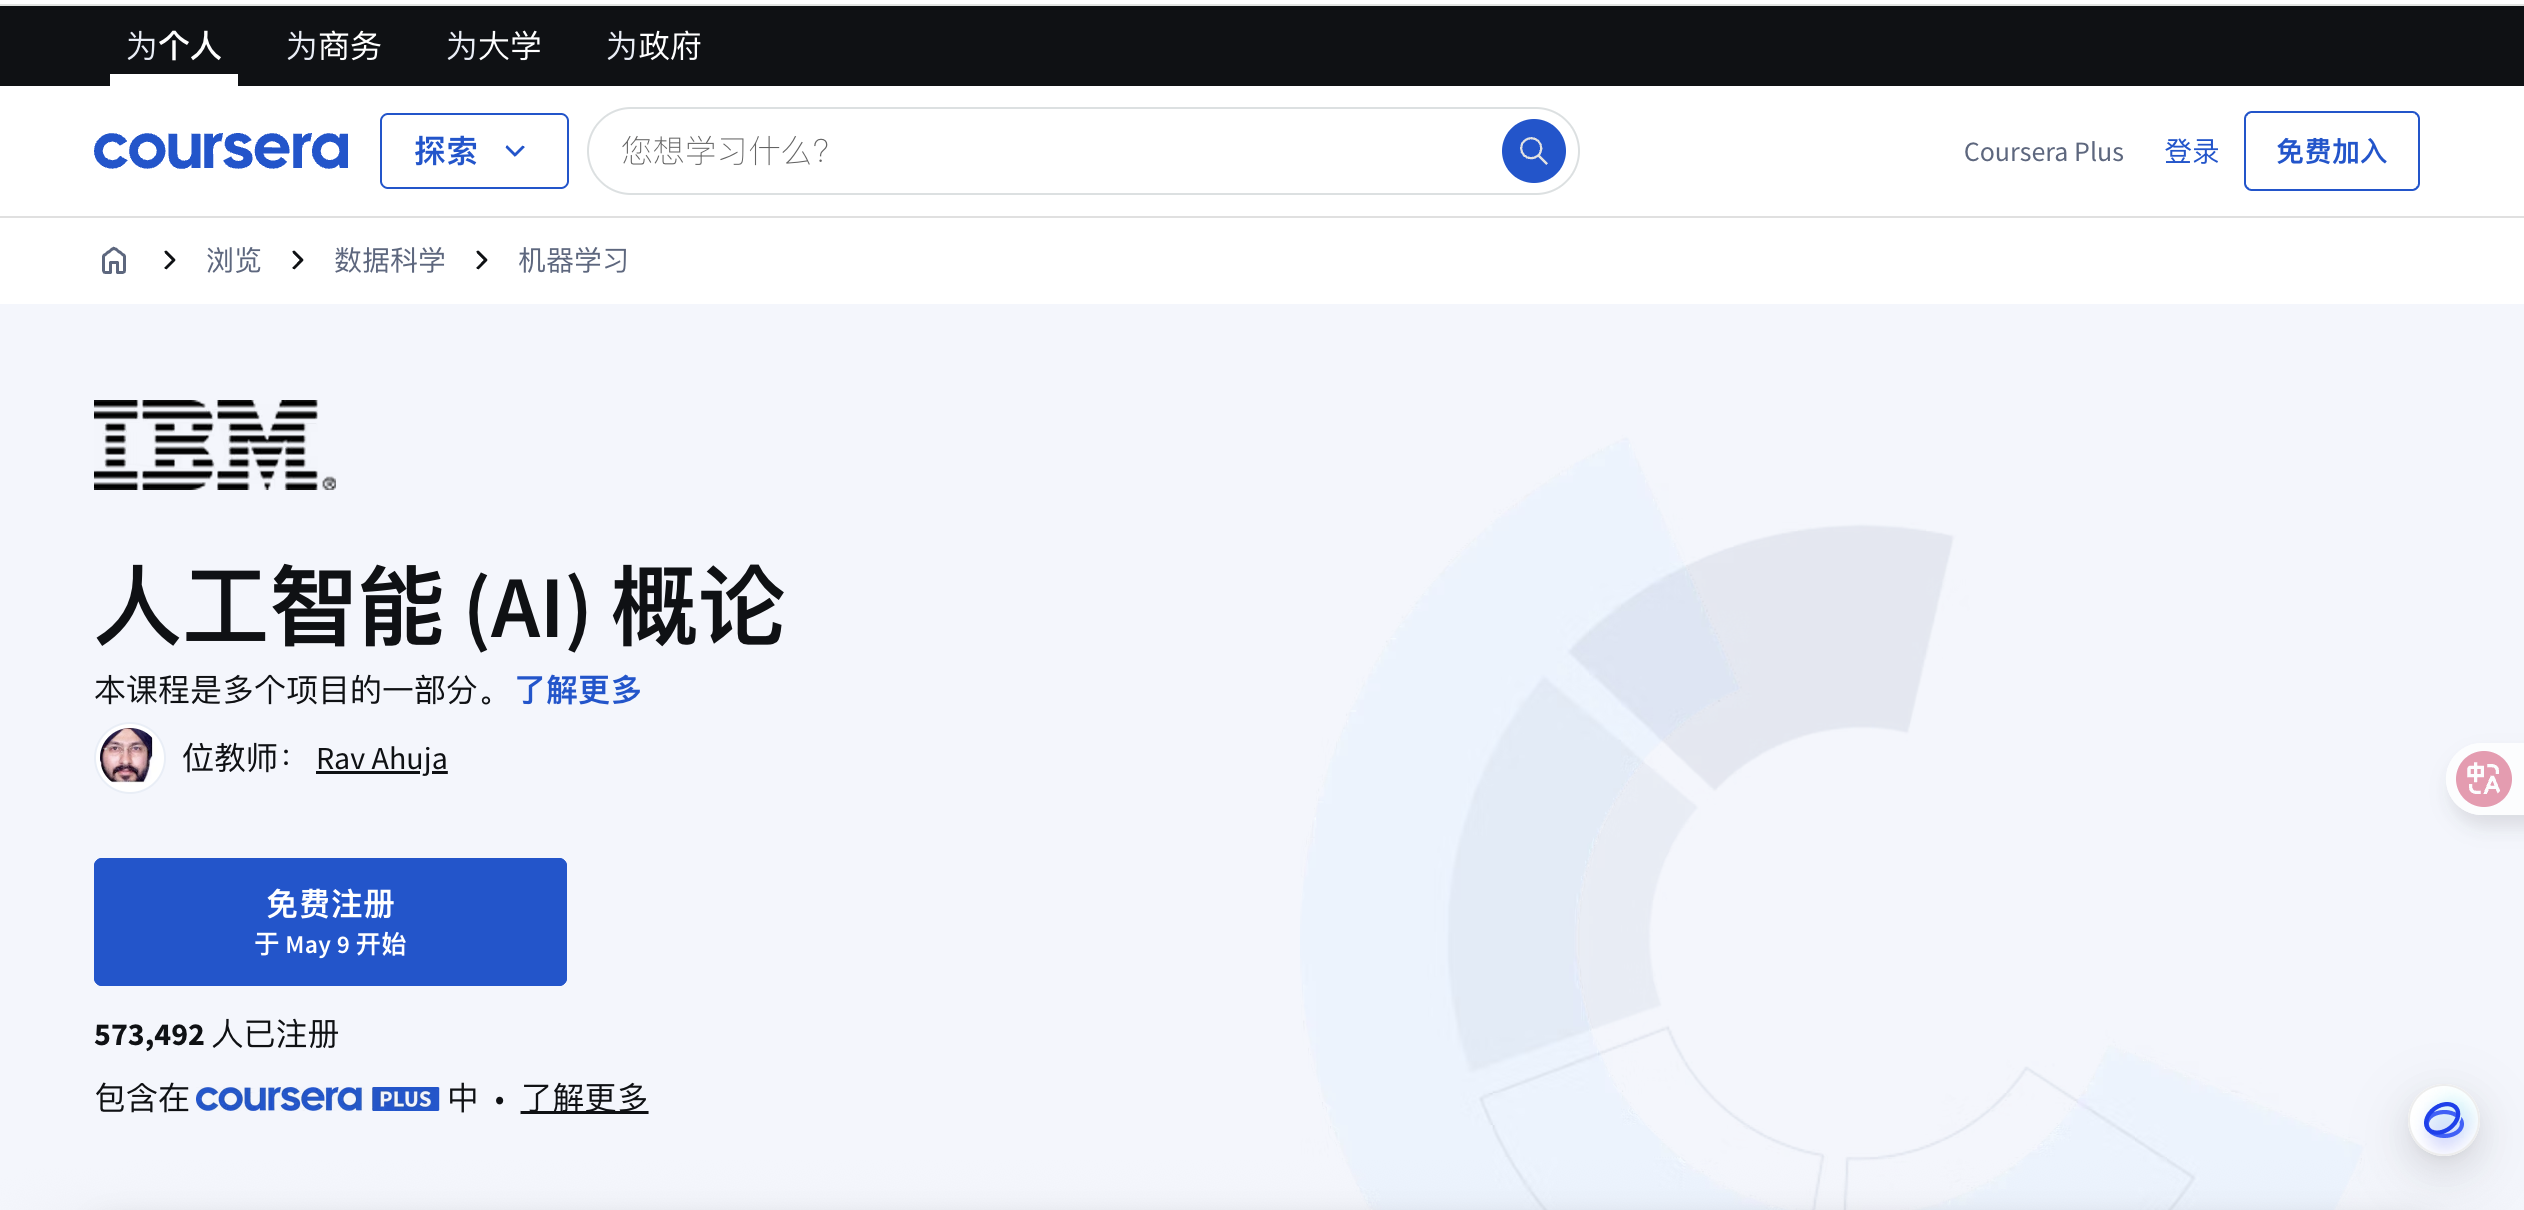 为个人 为商务 为大学 为政府
coursera 探索 您想学习什么? Coursera Plus 登录 免费加入
浏览 数据科学 机器学习
IBM®
人工智能 (AI) 概论
本课程是多个项目的一部分。了解更多
位教师： Rav Ahuja
中A
免费注册
于 May 9 开始
573,492 人已注册
包含在 coursera PLUS 中 • 了解更多